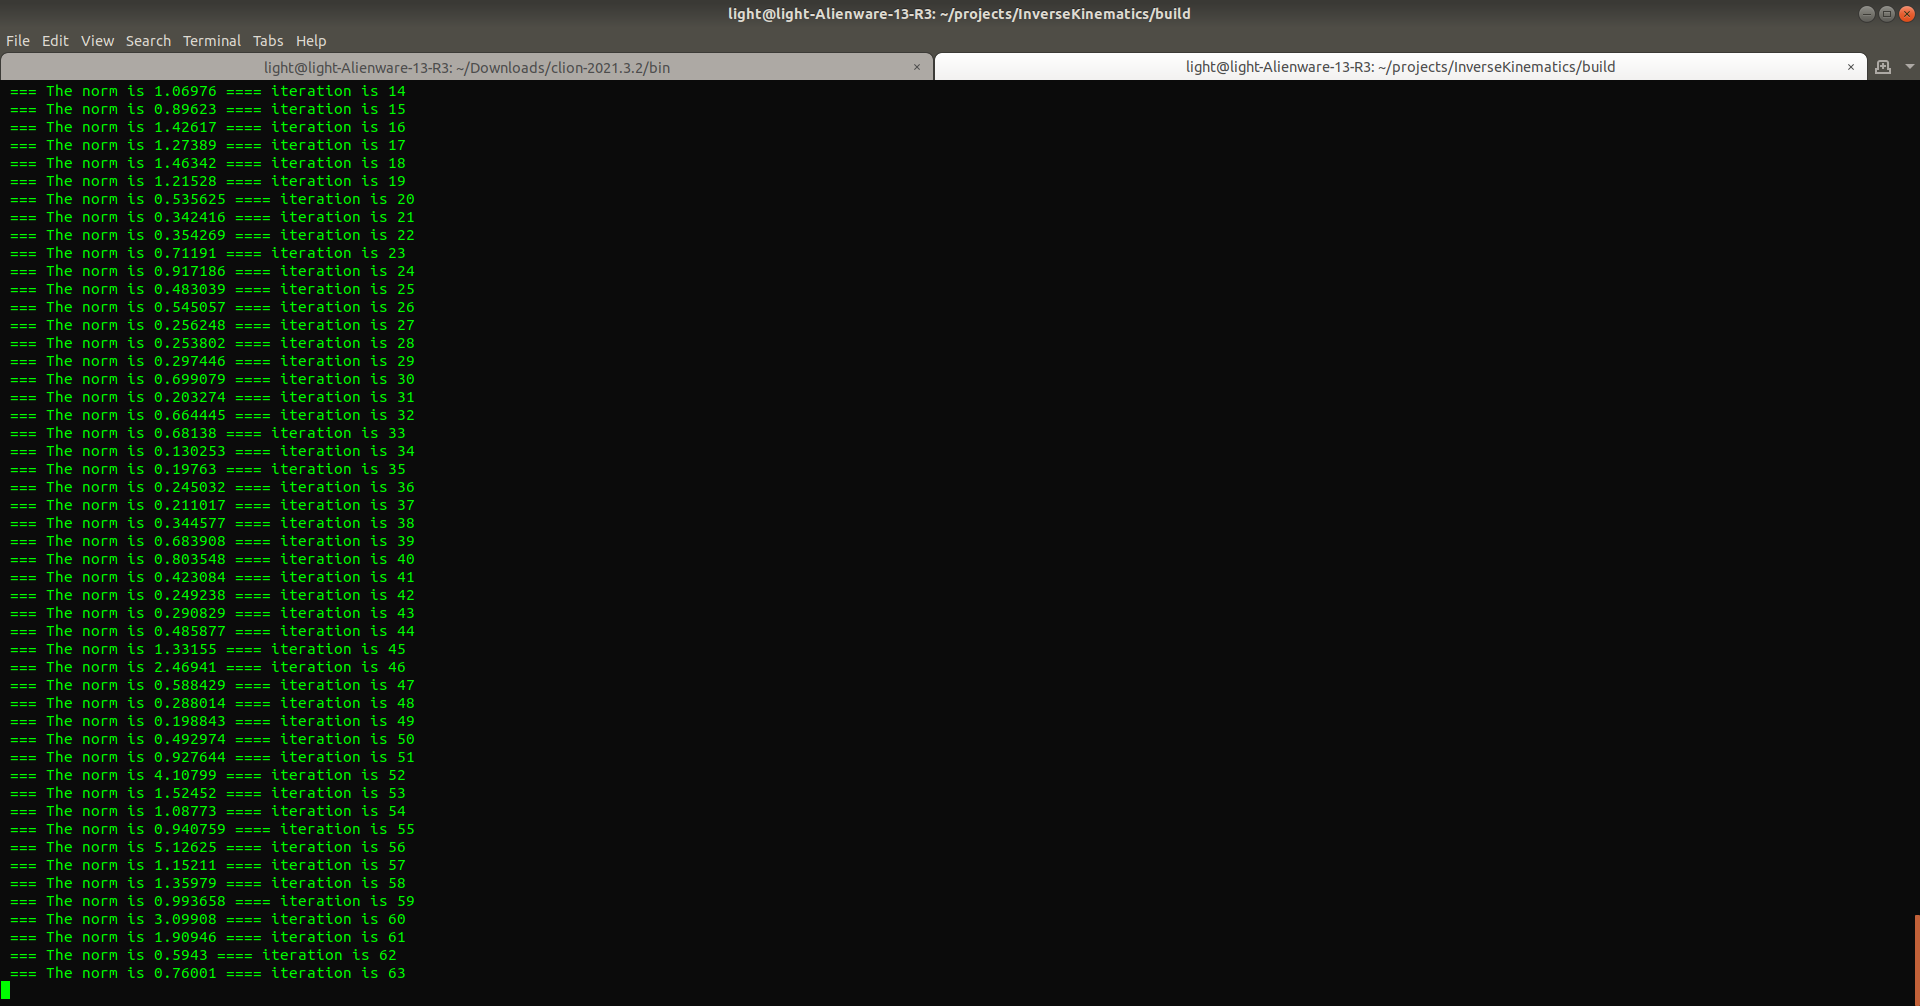 light@light-Alienware-13-R3: ~/projects/InverseKinematics/build
File Edit View Search Terminal Tabs Help
light@light-Alienware-13-R3: ~/Downloads/clion-2021.3.2/bin
light@light-Alienware-13-R3: ~/projects/InverseKinematics/build
=== The norm is 1.06976 ==== iteration is 14
=== The norm is 0.89623 ==== iteration is 15
=== The norm is 1.42617 ==== iteration is 16
=== The norm is 1.27389 ==== iteration is 17
=== The norm is 1.46342 ==== iteration is 18
=== The norm is 1.21528 ==== iteration is 19
=== The norm is 0.535625 ==== iteration is 20
=== The norm is 0.342416 ==== iteration is 21
=== The norm is 0.354269 ==== iteration is 22
=== The norm is 0.71191 ==== iteration is 23
=== The norm is 0.917186 ==== iteration is 24
=== The norm is 0.483039 ==== iteration is 25
=== The norm is 0.545057 ==== iteration is 26
=== The norm is 0.256248 ==== iteration is 27
=== The norm is 0.253802 ==== iteration is 28
=== The norm is 0.297446 ==== iteration is 29
=== The norm is 0.699079 ==== iteration is 30
=== The norm is 0.203274 ==== iteration is 31
=== The norm is 0.664445 ==== iteration is 32
=== The norm is 0.68138 ==== iteration is 33
=== The norm is 0.130253 ==== iteration is 34
=== The norm is 0.19763 ==== iteration is 35
=== The norm is 0.245032 ==== iteration is 36
=== The norm is 0.211017 ==== iteration is 37
=== The norm is 0.344577 ==== iteration is 38
=== The norm is 0.683908 ==== iteration is 39
=== The norm is 0.803548 ==== iteration is 40
=== The norm is 0.423084 ==== iteration is 41
=== The norm is 0.249238 ==== iteration is 42
=== The norm is 0.290829 ==== iteration is 43
=== The norm is 0.485877 ==== iteration is 44
=== The norm is 1.33155 ==== iteration is 45
=== The norm is 2.46941 ==== iteration is 46
=== The norm is 0.588429 ==== iteration is 47
=== The norm is 0.288014 ==== iteration is 48
=== The norm is 0.198843 ==== iteration is 49
=== The norm is 0.492974 ==== iteration is 50
=== The norm is 0.927644 ==== iteration is 51
=== The norm is 4.10799 ==== iteration is 52
=== The norm is 1.52452 ==== iteration is 53
=== The norm is 1.08773 ==== iteration is 54
=== The norm is 0.940759 ==== iteration is 55
=== The norm is 5.12625 ==== iteration is 56
=== The norm is 1.15211 ==== iteration is 57
=== The norm is 1.35979 ==== iteration is 58
=== The norm is 0.993658 ==== iteration is 59
=== The norm is 3.09908 ==== iteration is 60
=== The norm is 1.90946 ==== iteration is 61
=== The norm is 0.5943 ==== iteration is 62
=== The norm is 0.76001 ==== iteration is 63